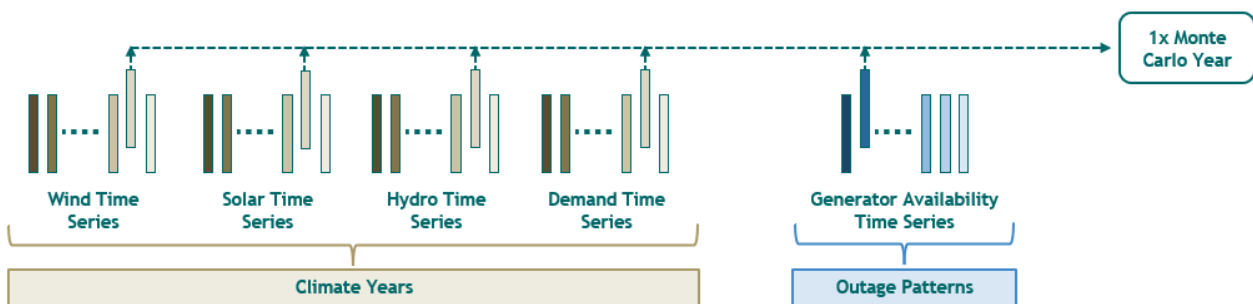 1x Monte
Carlo Year
Wind Time
Series
Solar Time
Series
Hydro Time
Series
Demand Time
Series
Generator Availability
Time Series
Climate Years
Outage Patterns